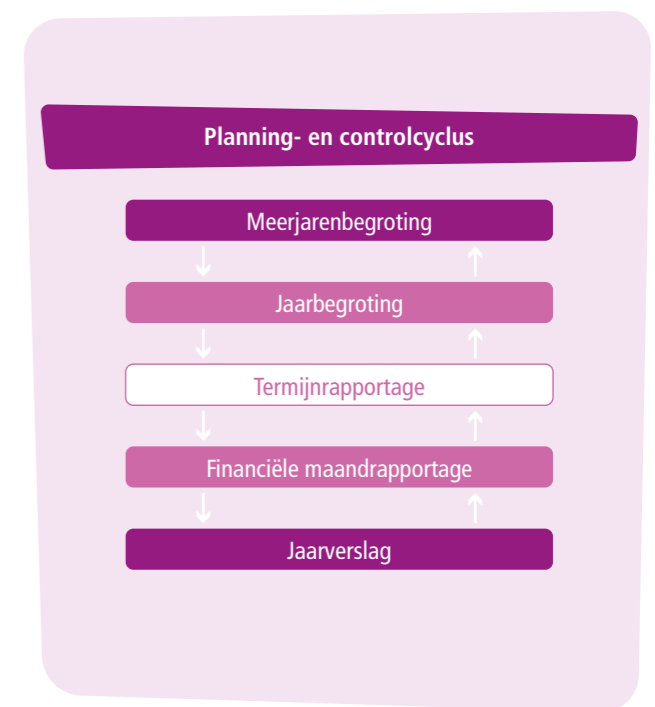 Planning- en controlcyclus
Meerjarenbegroting
Jaarbegroting
Termijnrapportage
Financiële maandrapportage
Jaarverslag